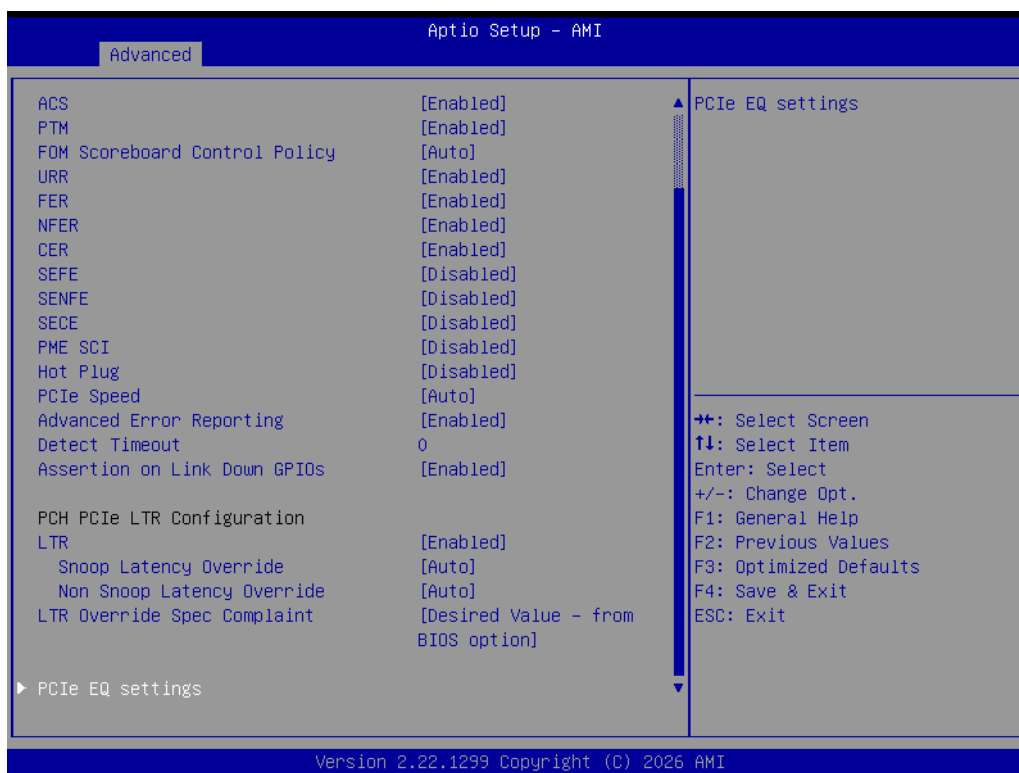 Aptio Setup – AMI
Advanced
ACS [Enabled]
PTM [Enabled]
FOM Scoreboard Control Policy [Auto]
URR [Enabled]
FER [Enabled]
NFER [Enabled]
CER [Enabled]
SEFE [Disabled]
SENFE [Disabled]
SECE [Disabled]
PME SCI [Disabled]
Hot Plug [Disabled]
PCIe Speed [Auto]
Advanced Error Reporting [Enabled]
Detect Timeout 0
Assertion on Link Down GPIOs [Enabled]
PCH PCIe LTR Configuration
LTR [Enabled]
Snoop Latency Override [Auto]
Non Snoop Latency Override [Auto]
LTR Override Spec Complaint [Desired Value – from
BIOS option]
► PCIe EQ settings
PCIe EQ settings
→←: Select Screen
↑↓: Select Item
Enter: Select
+/-: Change Opt.
F1: General Help
F2: Previous Values
F3: Optimized Defaults
F4: Save & Exit
ESC: Exit
Version 2.22.1299 Copyright (C) 2026 AMI